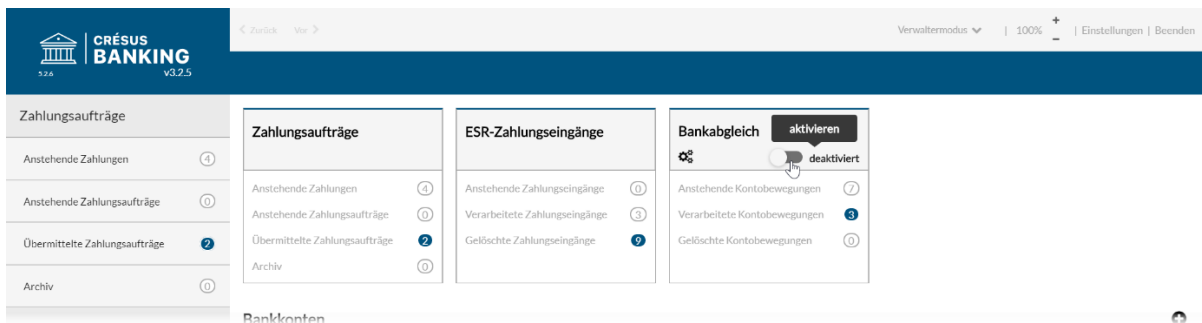 CRÉSUS
BANKING
5.2.6
v3.2.5
Zurück Vor
Verwaltermodus | 100% + − | Einstellungen | Beenden
Zahlungsaufträge
Anstehende Zahlungen 4
Anstehende Zahlungsaufträge 0
Übermittelte Zahlungsaufträge 2
Archiv 0
Zahlungsaufträge
Anstehende Zahlungen 4
Anstehende Zahlungsaufträge 0
Übermittelte Zahlungsaufträge 2
Archiv 0
ESR-Zahlungseingänge
Anstehende Zahlungseingänge 0
Verarbeitete Zahlungseingänge 3
Gelöschte Zahlungseingänge 9
Bankabgleich
aktivieren
deaktiviert
Anstehende Kontobewegungen 7
Verarbeitete Kontobewegungen 3
Gelöschte Kontobewegungen 0
Bankkonten